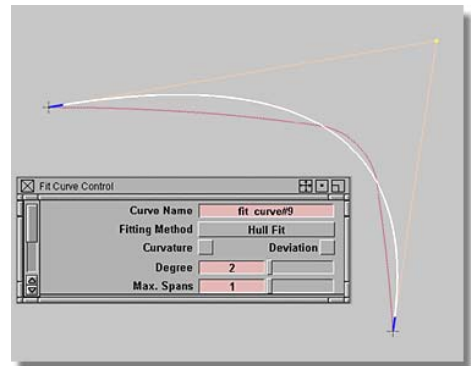 Fit Curve Control
Curve Name fit_curve#9
Fitting Method Hull Fit
Curvature Deviation
Degree 2
Max. Spans 1